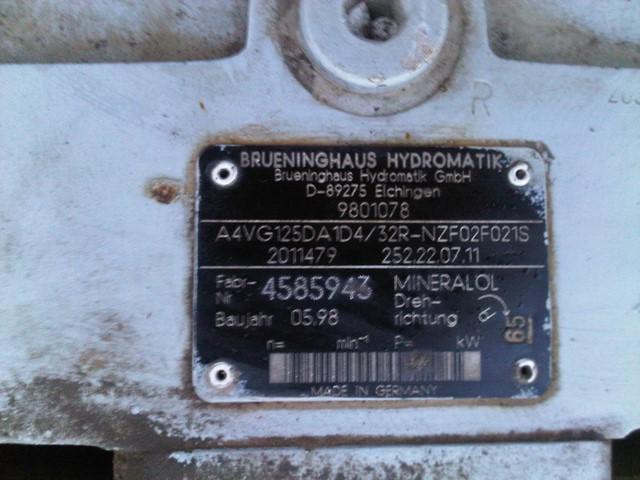 R
BRUENINGHAUS HYDROMATIK
Brueninghaus Hydromatik GmbH
D-89275 Elchingen
9801078
A4VG125DA1D4/32R-NZF02F021S
2011479 252.22.07.11
Fabr-Nr 4585943 MINERALÖL
Baujahr 05.98 Dreh-richtung
65
n= min⁻¹ P= kW
MADE IN GERMANY